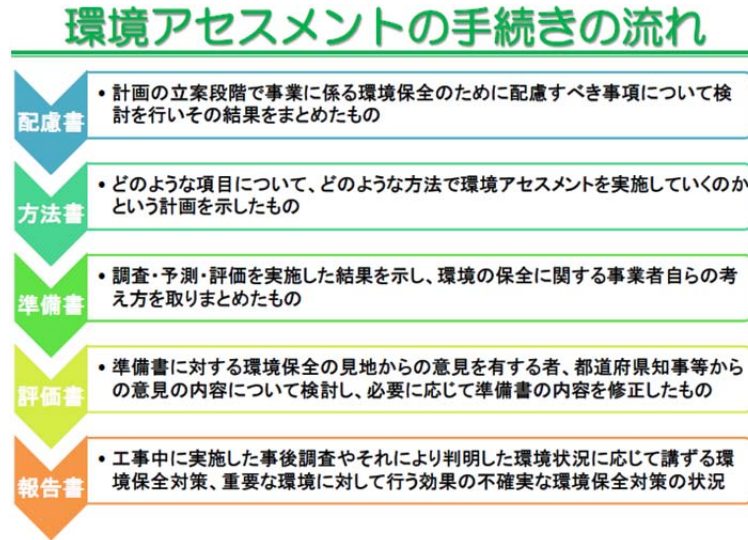 環境アセスメントの手続きの流れ
配慮書
• 計画の立案段階で事業に係る環境保全のために配慮すべき事項について検
討を行いその結果をまとめたもの
方法書
• どのような項目について、どのような方法で環境アセスメントを実施していくのか
という計画を示したもの
準備書
• 調査・予測・評価を実施した結果を示し、環境の保全に関する事業者自らの考
え方を取りまとめたもの
評価書
• 準備書に対する環境保全の見地からの意見を有する者、都道府県知事等から
の意見の内容について検討し、必要に応じて準備書の内容を修正したもの
報告書
• 工事中に実施した事後調査やそれにより判明した環境状況に応じて講ずる環
境保全対策、重要な環境に対して行う効果の不確実な環境保全対策の状況